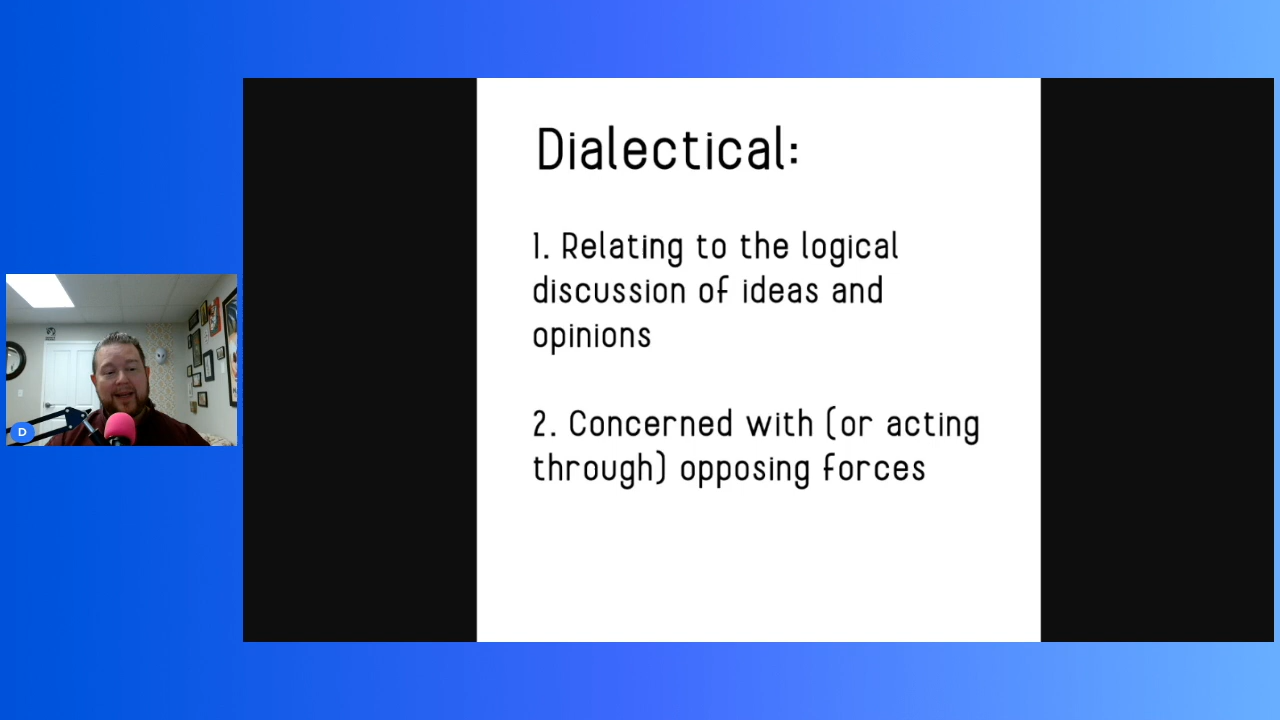 Dialectical:
1. Relating to the logical
discussion of ideas and
opinions
2. Concerned with (or acting
through) opposing forces
D